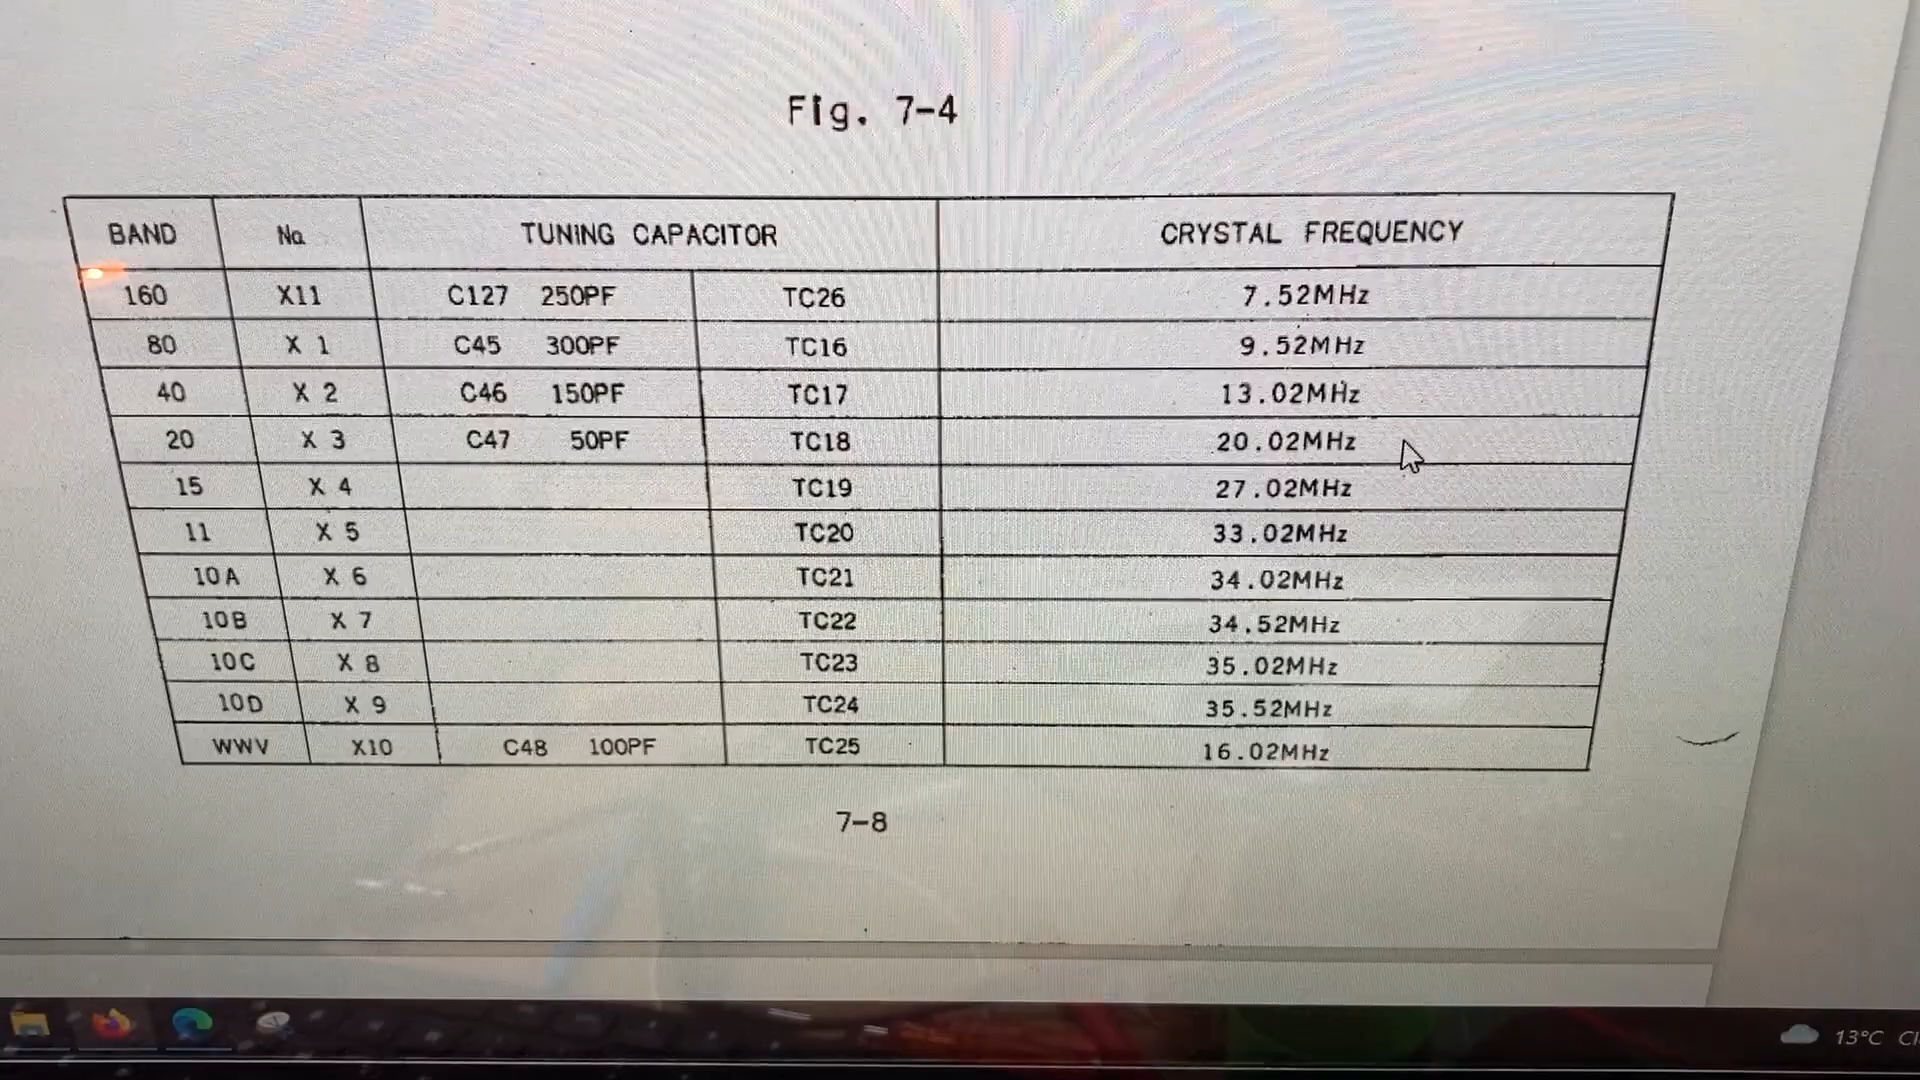 Fig. 7-4
BAND No. TUNING CAPACITOR CRYSTAL FREQUENCY
160 X11 C127 250PF TC26 7.52MHz
80 X 1 C45 300PF TC16 9.52MHz
40 X 2 C46 150PF TC17 13.02MHz
20 X 3 C47 50PF TC18 20.02MHz
15 X 4 TC19 27.02MHz
11 X 5 TC20 33.02MHz
10A X 6 TC21 34.02MHz
10B X 7 TC22 34.52MHz
10C X 8 TC23 35.02MHz
10D X 9 TC24 35.52MHz
WWV X10 C48 100PF TC25 16.02MHz
7-8
13°C